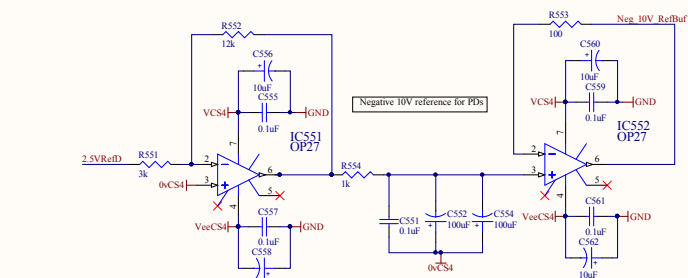 R552
12k
C556
10uF
C555
0.1uF
VCS4
GND
7
IC551
OP27
2.5VRefD
R551
3k
2
3
0vCS4
6
5
4
VeeCS4
C557
0.1uF
GND
C558
Negative 10V reference for PDs
R554
1k
C551
0.1uF
C552
100uF
C554
100uF
0vCS4
R553
100
Neg_10V_RefBuf
C560
10uF
C559
0.1uF
VCS4
GND
7
IC552
OP27
2
3
6
5
4
VeeCS4
C561
0.1uF
GND
C562
10uF